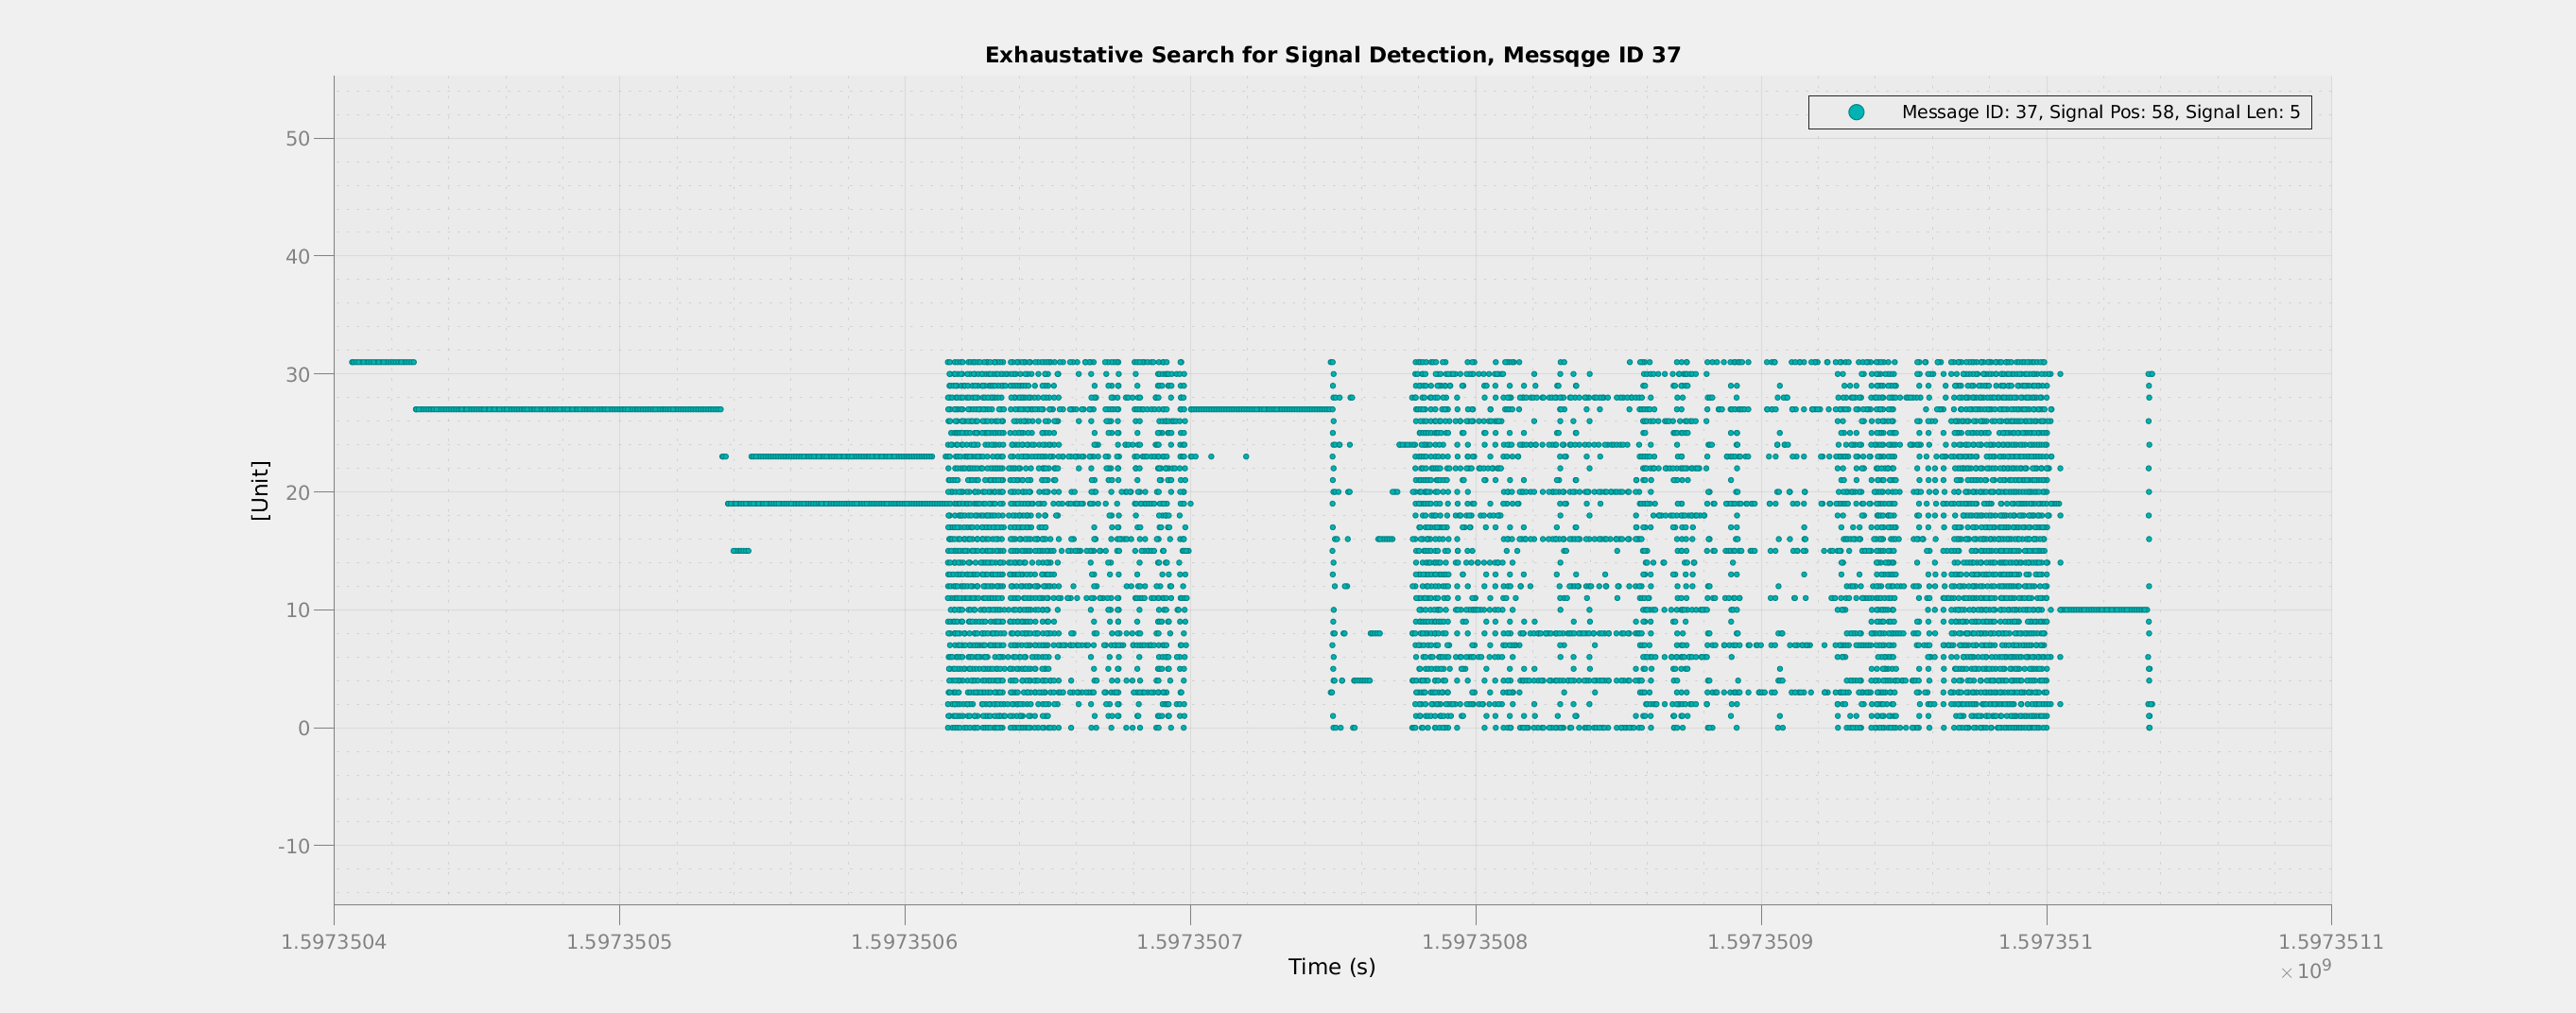 Exhaustative Search for Signal Detection, Messqge ID 37
Message ID: 37, Signal Pos: 58, Signal Len: 5
50
40
30
20
10
0
-10
[Unit]
1.5973504 1.5973505 1.5973506 1.5973507 1.5973508 1.5973509 1.597351 1.5973511
Time (s)
× 10⁹